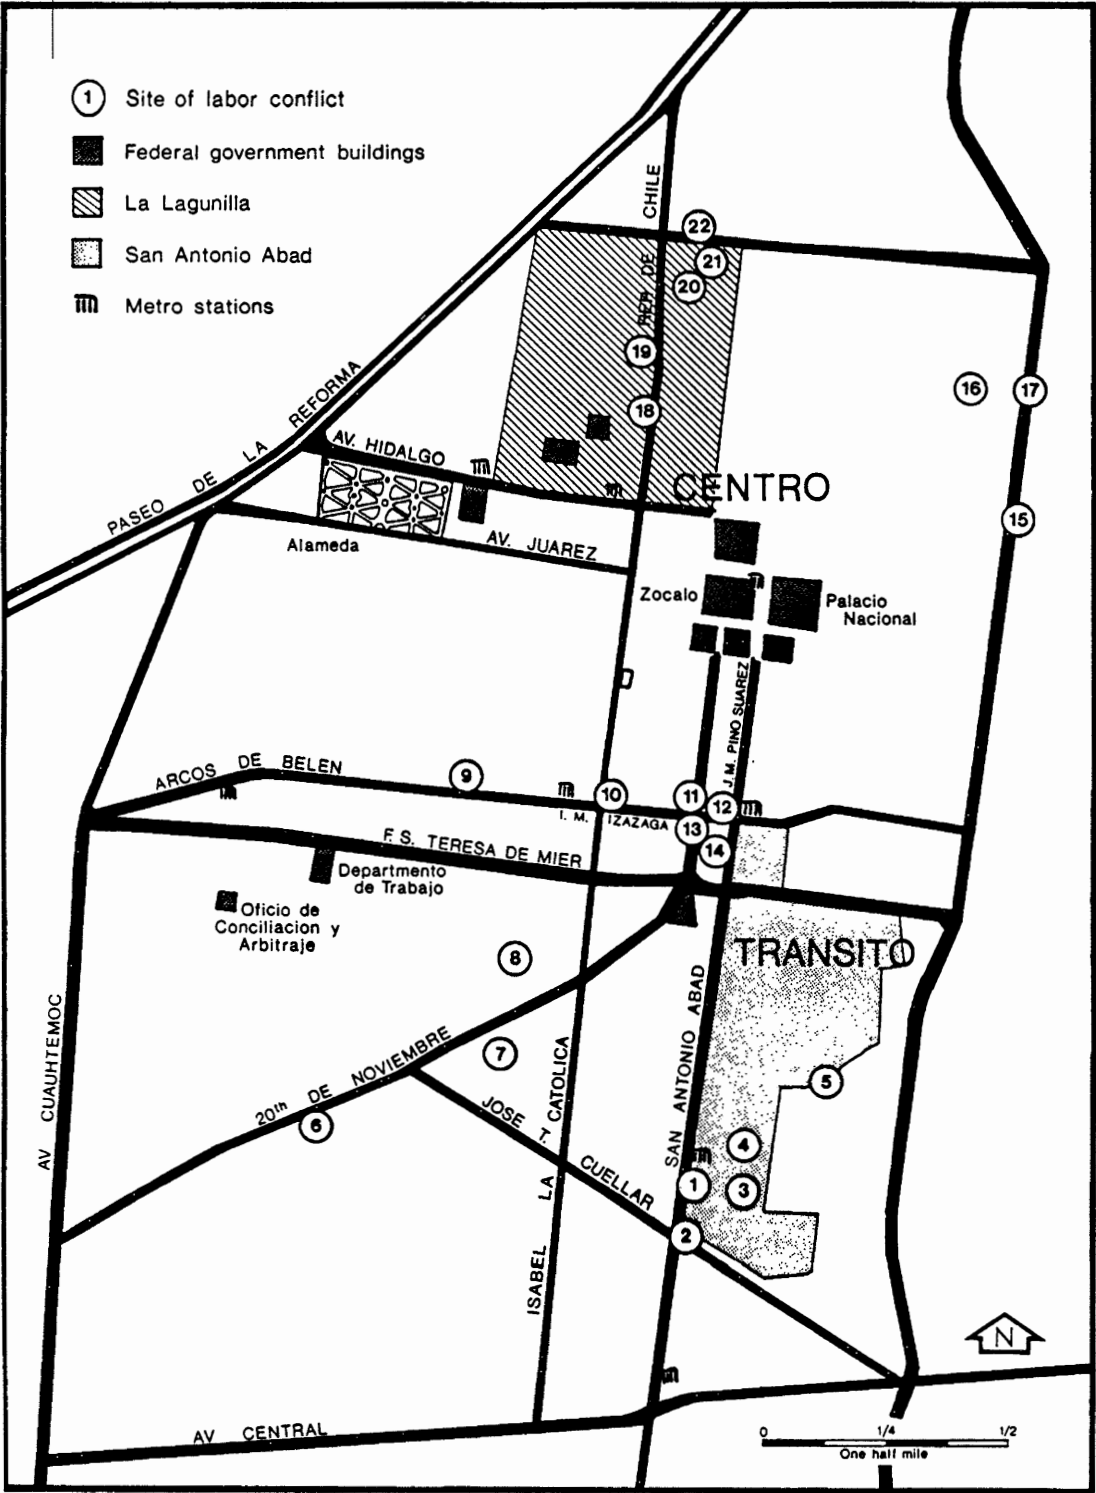 1 Site of labor conflict
Federal government buildings
La Lagunilla
San Antonio Abad
Metro stations
CHILE
REP DE
22
21
20
19
18
16
17
15
PASEO DE LA REFORMA
AV. HIDALGO
CENTRO
Alameda
AV. JUAREZ
Zocalo
Palacio
Nacional
J.M. PINO SUAREZ
ARCOS DE BELEN
9
10
11
12
I. M. IZAZAGA
13
14
F. S. TERESA DE MIER
Departmento
de Trabajo
Oficio de
Conciliacion y
Arbitraje
TRANSITO
8
7
AV CUAUHTEMOC
20th DE NOVIEMBRE
6
JOSE T. CUELLAR
ISABEL LA CATOLICA
SAN ANTONIO ABAD
5
4
1
3
2
N
AV CENTRAL
0 1/4 1/2
One half mile